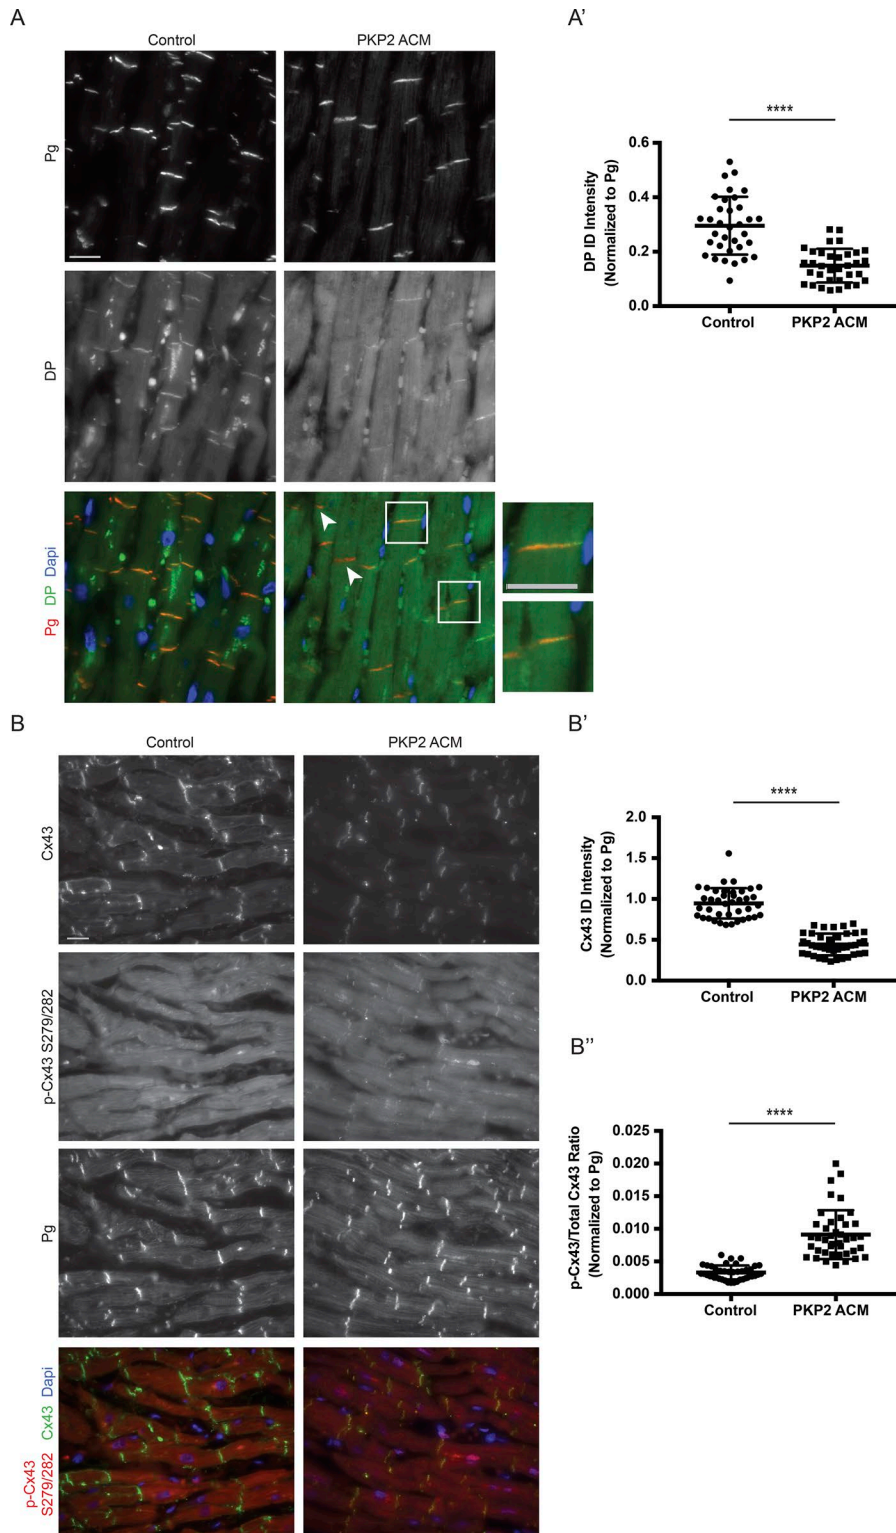 A
Control
PKP2 ACM
Pg
DP
Pg DP Dapi
A'
****
DP ID Intensity
(Normalized to Pg)
0.6
0.4
0.2
0.0
Control
PKP2 ACM
B
Control
PKP2 ACM
Cx43
p-Cx43 S279/282
Pg
p-Cx43 Cx43 Dapi
S279/282
B'
****
Cx43 ID Intensity
(Normalized to Pg)
2.0
1.5
1.0
0.5
0.0
Control
PKP2 ACM
B"
****
p-Cx43/Total Cx43 Ratio
(Normalized to Pg)
0.025
0.020
0.015
0.010
0.005
0.000
Control
PKP2 ACM